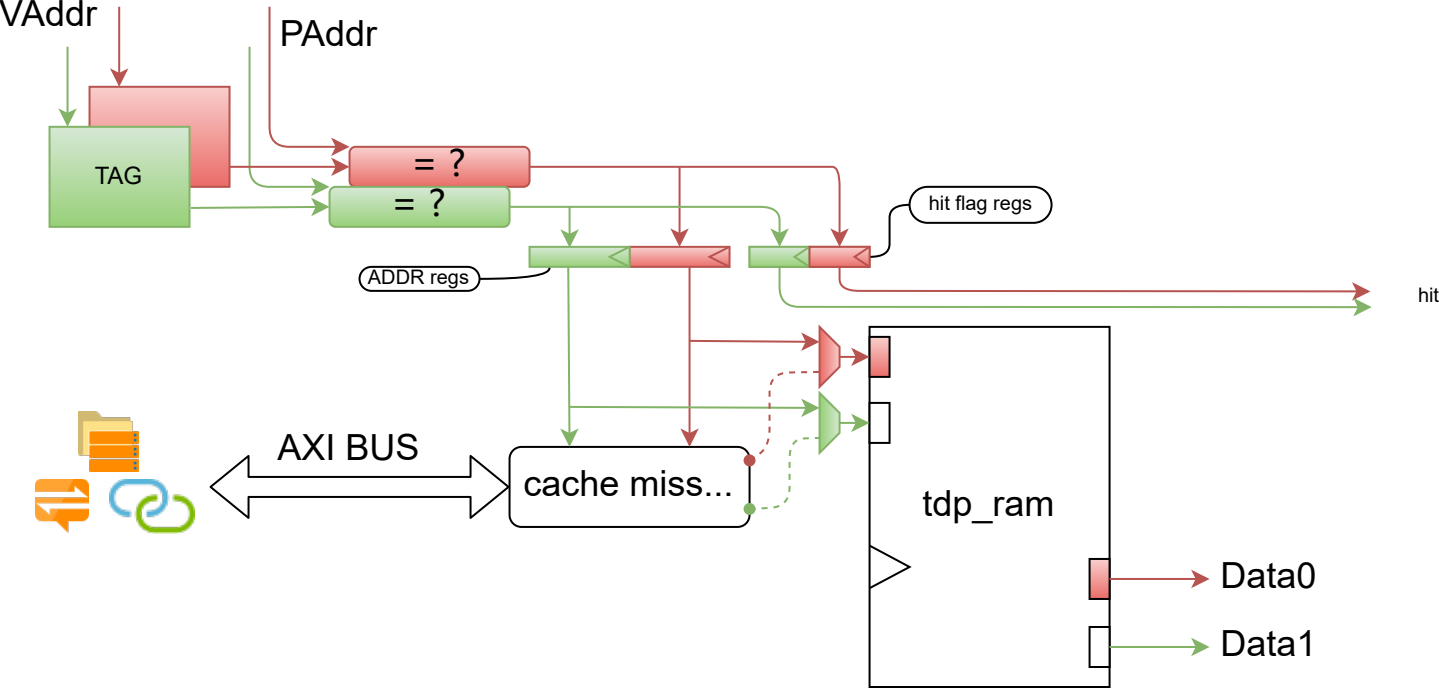 VAddr
PAddr
TAG
= ?
= ?
hit flag regs
ADDR regs
hit
AXI BUS
cache miss...
tdp_ram
Data0
Data1